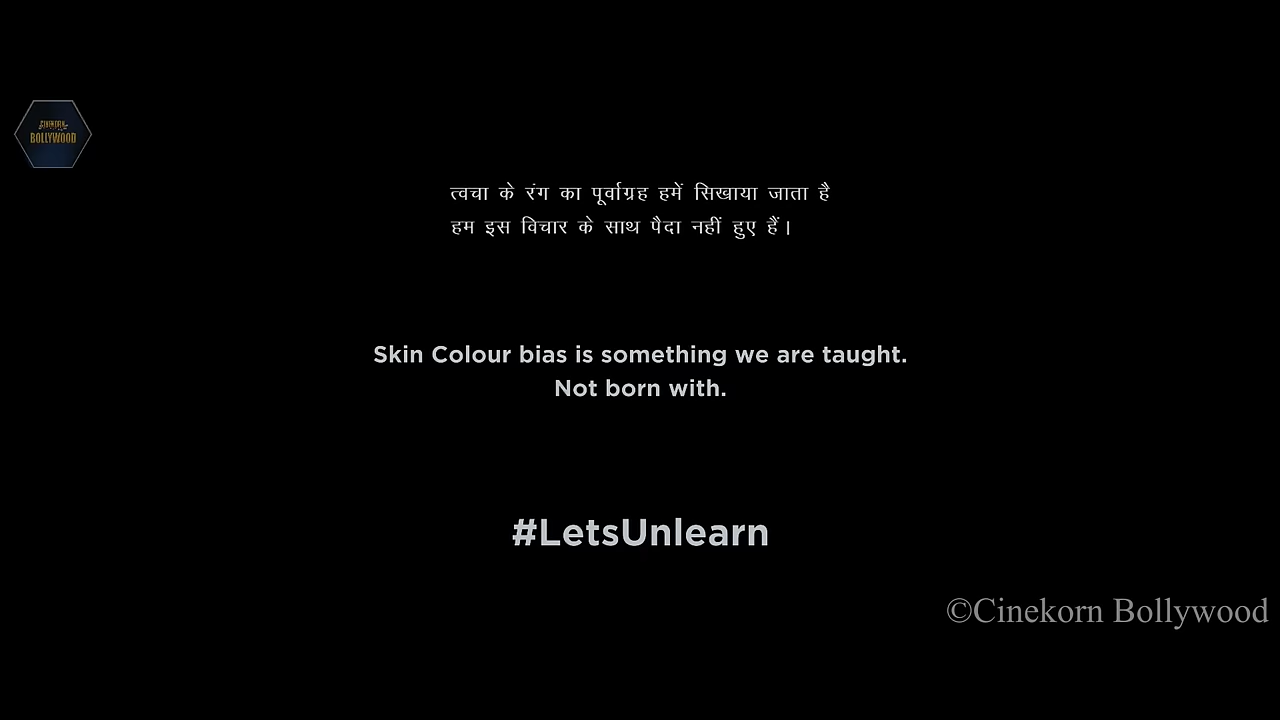 CINEKORN
BOLLYWOOD
त्वचा के रंग का पूर्वाग्रह हमें सिखाया जाता है
हम इस विचार के साथ पैदा नहीं हुए हैं।
Skin Colour bias is something we are taught.
Not born with.
#LetsUnlearn
©Cinekorn Bollywood